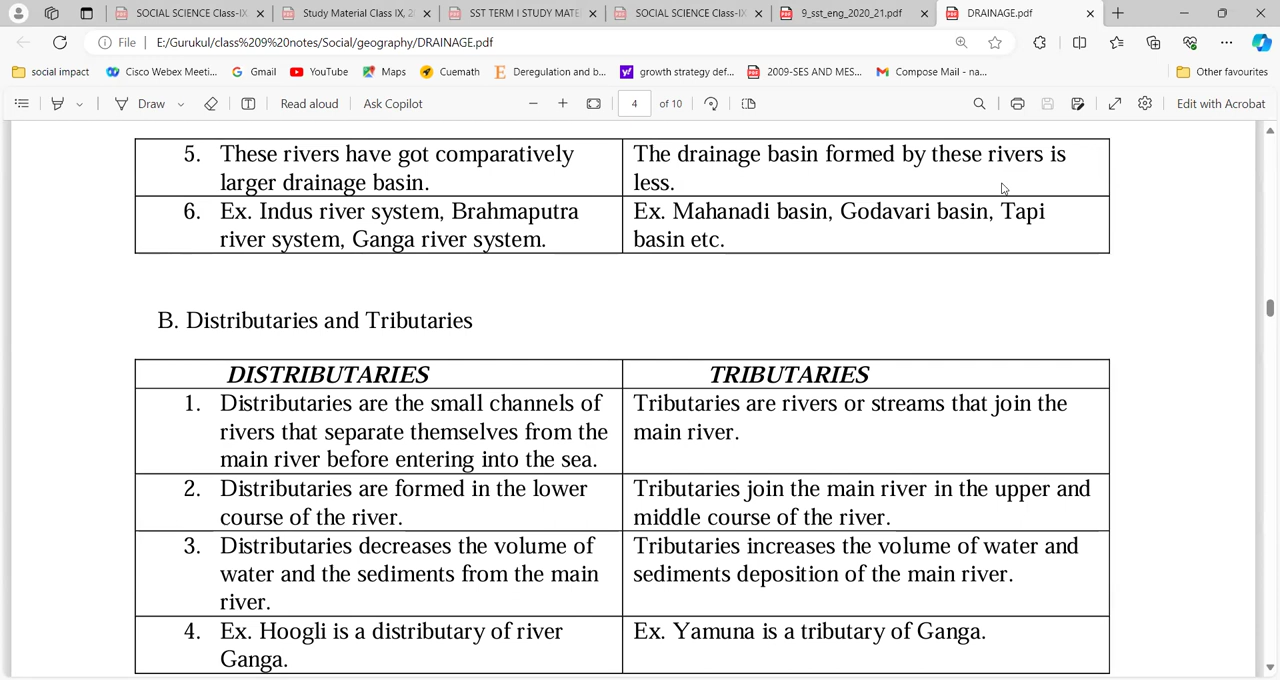 SOCIAL SCIENCE Class-IX
Study Material Class IX, 2
SST TERM I STUDY MATE
SOCIAL SCIENCE Class-IX
9_sst_eng_2020_21.pdf
DRAINAGE.pdf
File E:/Gurukul/class%209%20notes/Social/geography/DRAINAGE.pdf
social impact Cisco Webex Meeti... Gmail YouTube Maps Cuemath Deregulation and b... growth strategy def... 2009-SES AND MES... Compose Mail - na... Other favourites
Draw Read aloud Ask Copilot 4 of 10 Edit with Acrobat
5. These rivers have got comparatively
larger drainage basin.
The drainage basin formed by these rivers is
less.
6. Ex. Indus river system, Brahmaputra
river system, Ganga river system.
Ex. Mahanadi basin, Godavari basin, Tapi
basin etc.
B. Distributaries and Tributaries
DISTRIBUTARIES
TRIBUTARIES
1. Distributaries are the small channels of
rivers that separate themselves from the
main river before entering into the sea.
Tributaries are rivers or streams that join the
main river.
2. Distributaries are formed in the lower
course of the river.
Tributaries join the main river in the upper and
middle course of the river.
3. Distributaries decreases the volume of
water and the sediments from the main
river.
Tributaries increases the volume of water and
sediments deposition of the main river.
4. Ex. Hoogli is a distributary of river
Ganga.
Ex. Yamuna is a tributary of Ganga.